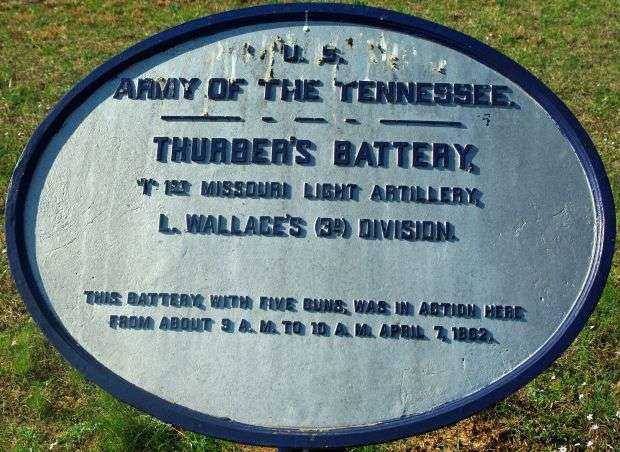 U. S.
ARMY OF THE TENNESSEE.
THURBER'S BATTERY,
"I" 1ST MISSOURI LIGHT ARTILLERY,
L. WALLACE'S (3D) DIVISION.
THIS BATTERY, WITH FIVE GUNS, WAS IN ACTION HERE
FROM ABOUT 9 A. M. TO 10 A. M. APRIL 7, 1862.